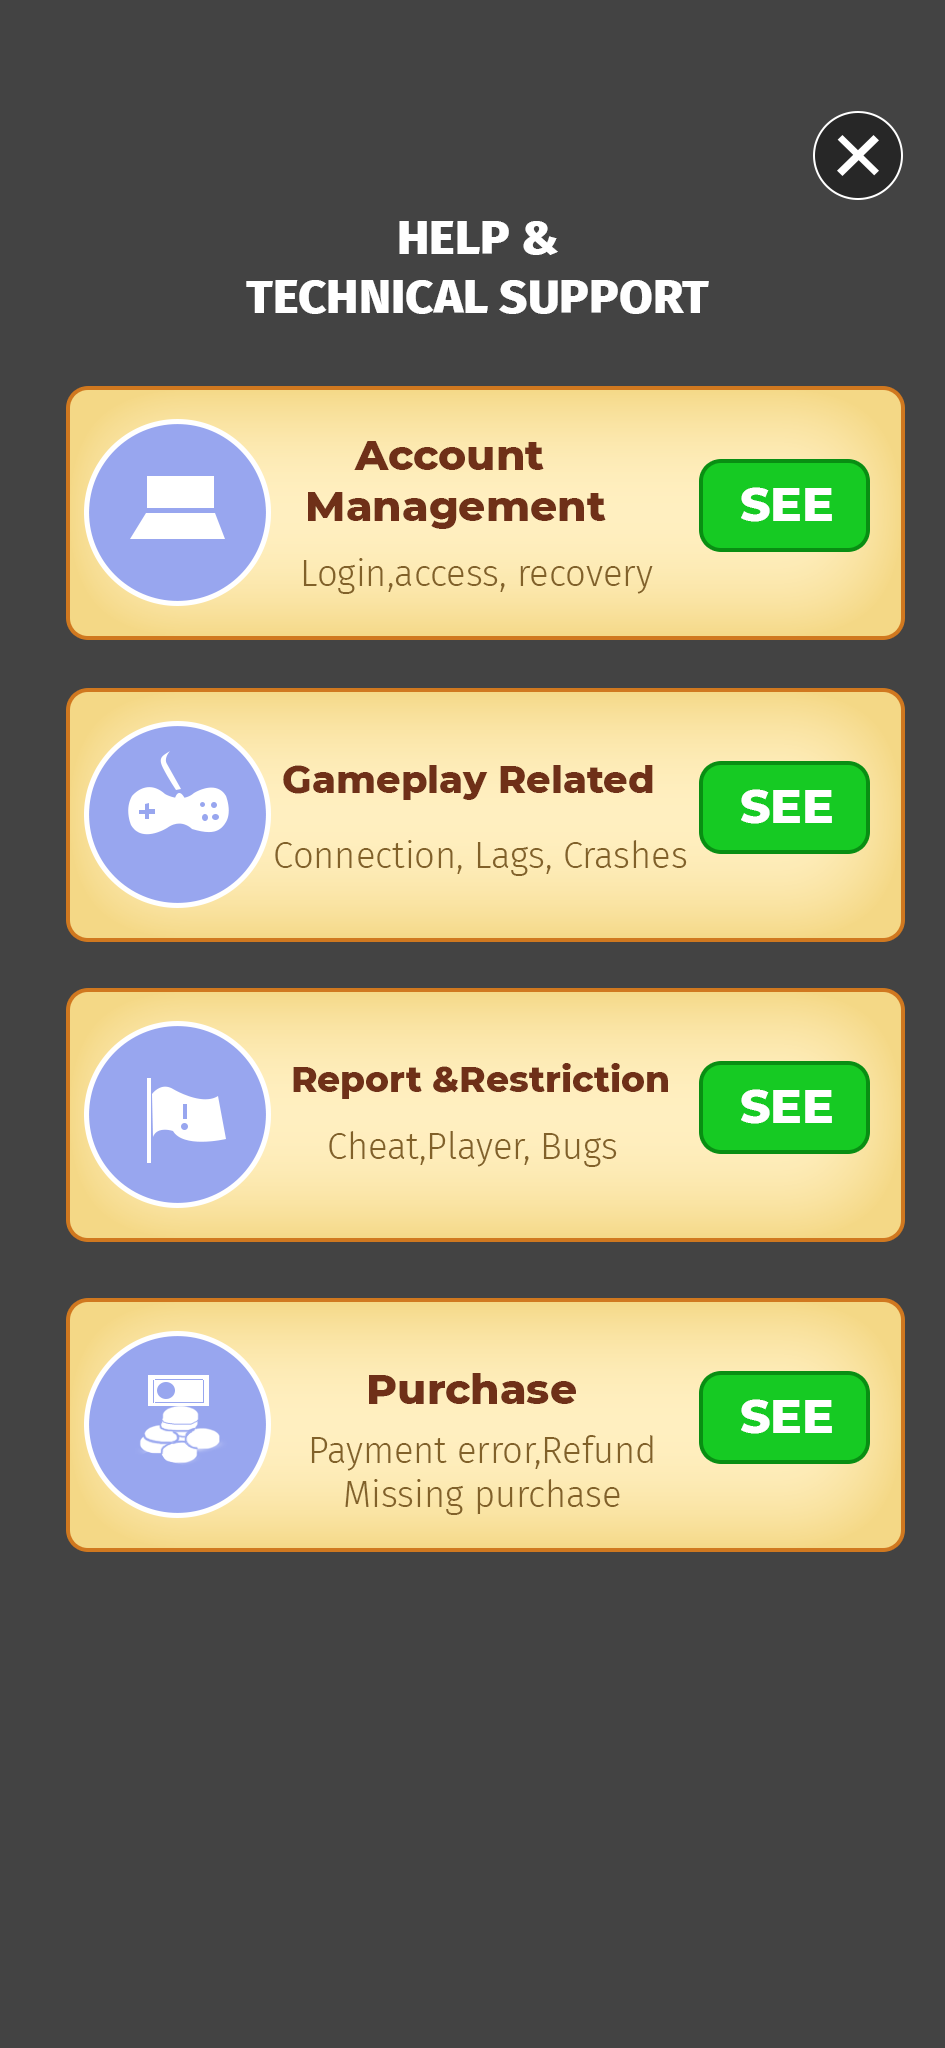 HELP &
TECHNICAL SUPPORT
Account
Management
Login,access, recovery
SEE
Gameplay Related
Connection, Lags, Crashes
SEE
Report &Restriction
Cheat,Player, Bugs
SEE
Purchase
Payment error,Refund
Missing purchase
SEE